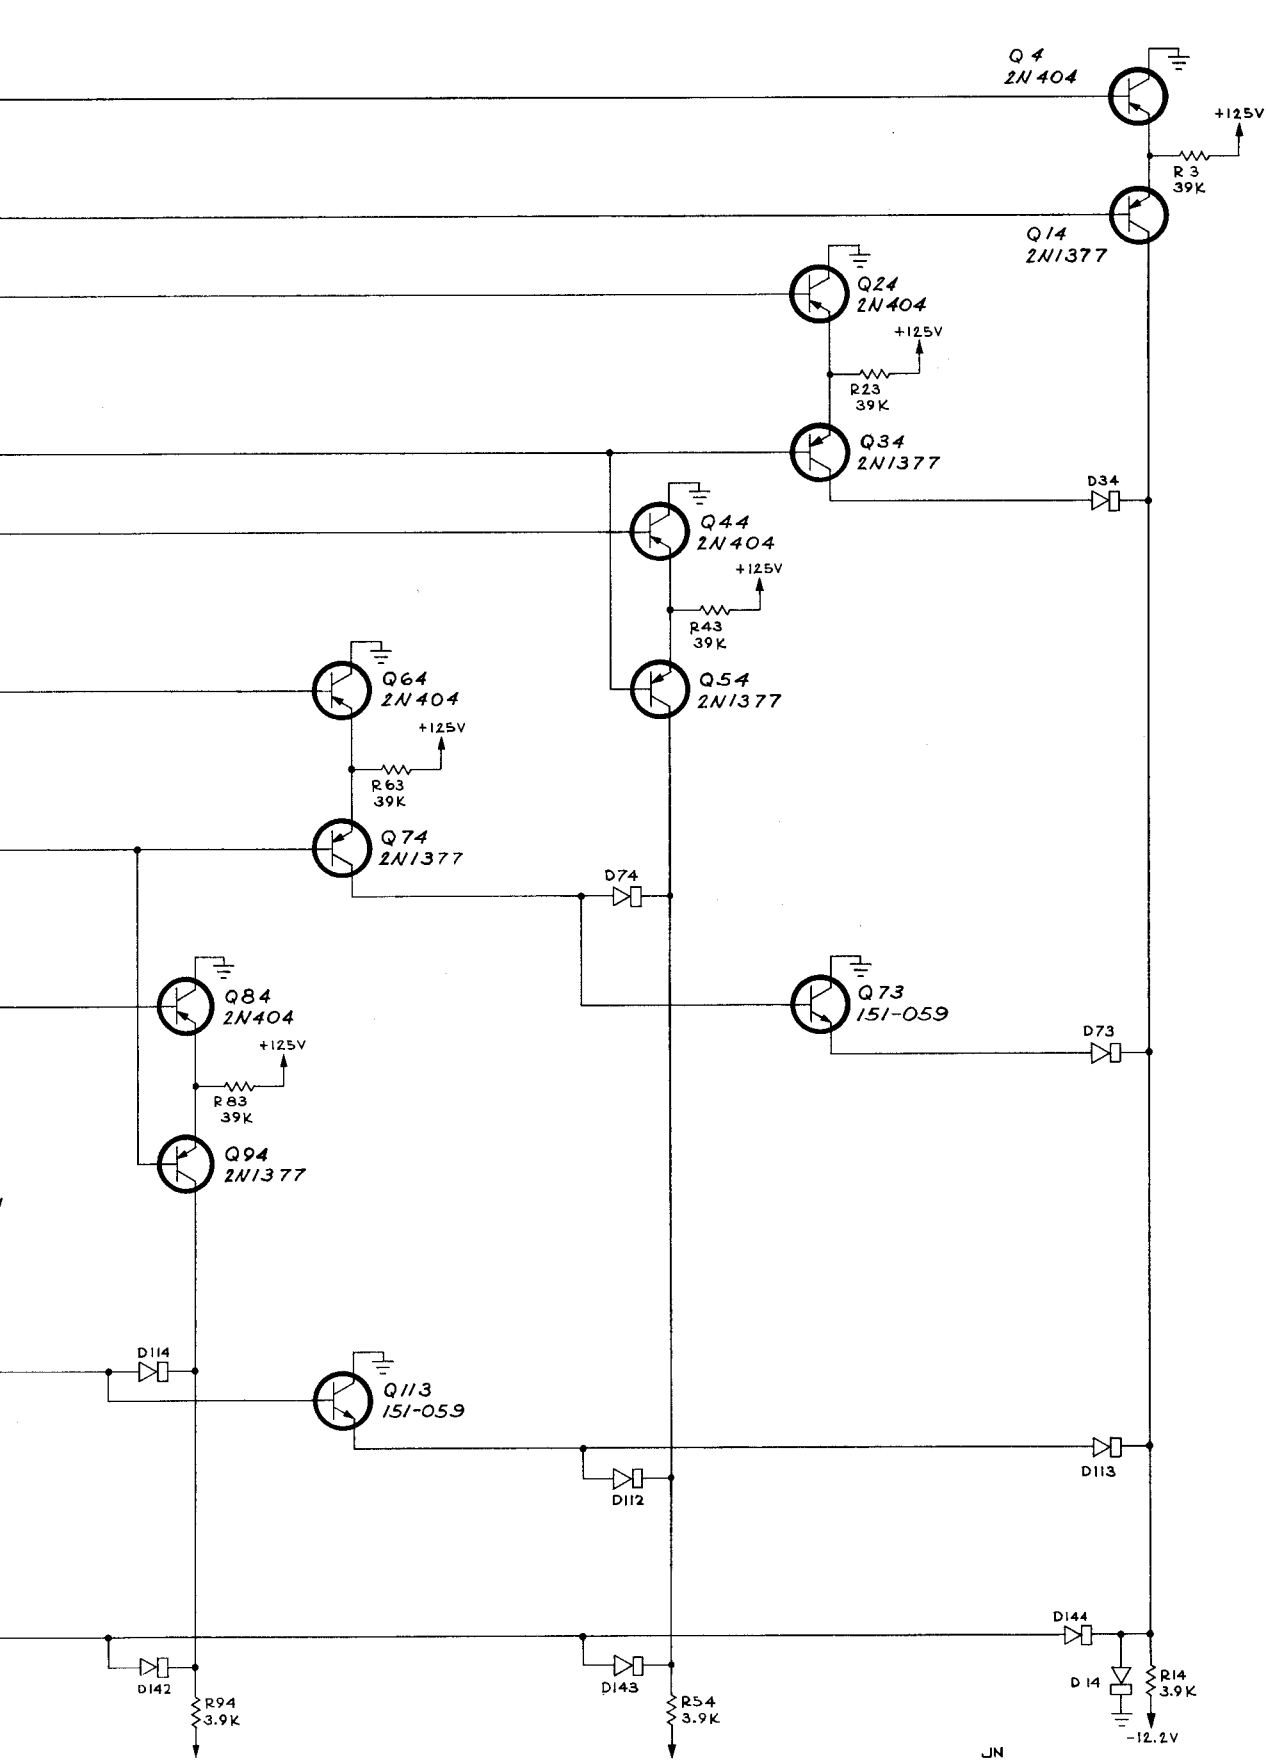 Q4
2N404
+125V
R3
39K
Q14
2N1377
Q24
2N404
+125V
R23
39K
Q34
2N1377
D34
Q44
2N404
+125V
R43
39K
Q64
2N404
Q54
2N1377
+125V
R63
39K
Q74
2N1377
D74
Q84
2N404
Q73
151-059
+125V
D73
R83
39K
Q94
2N1377
D114
Q113
151-059
D113
D112
D144
D142
D143
D14
R14
3.9K
R94
3.9K
R54
3.9K
-12.2V
JN